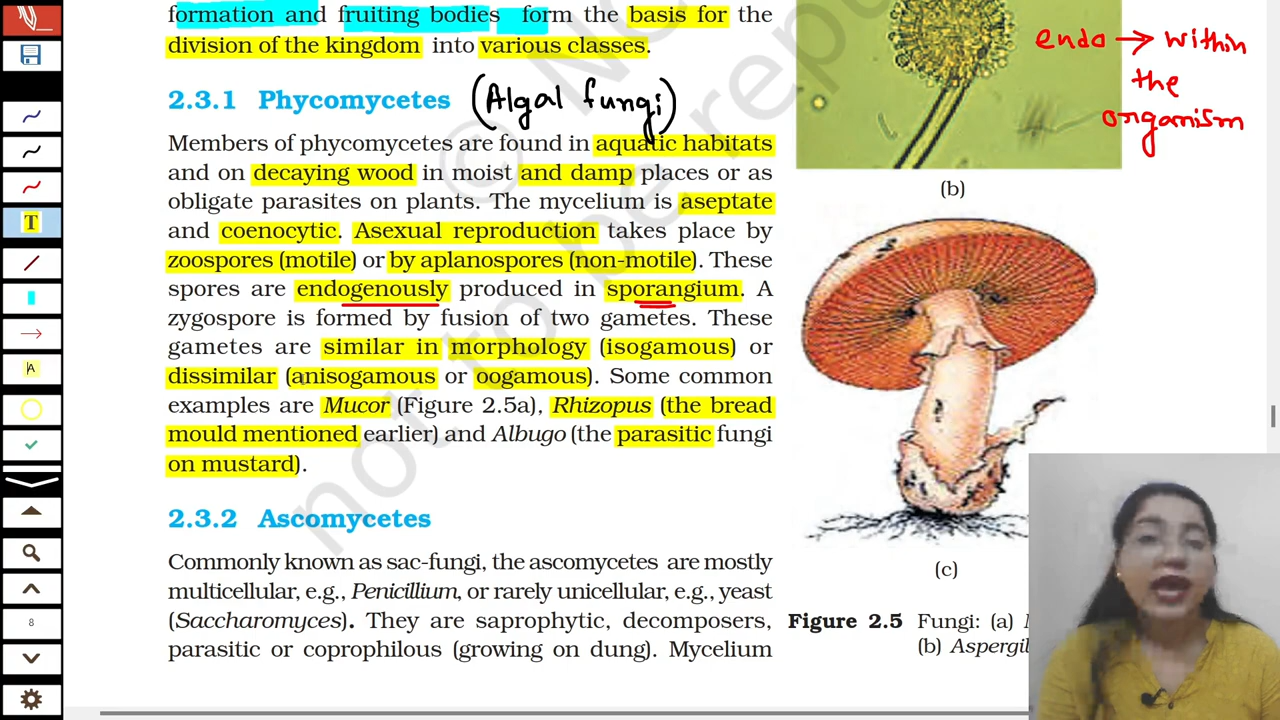 formation and fruiting bodies form the basis for the
division of the kingdom into various classes.
2.3.1 Phycomycetes (Algal fungi)
Members of phycomycetes are found in aquatic habitats
and on decaying wood in moist and damp places or as
obligate parasites on plants. The mycelium is aseptate
and coenocytic. Asexual reproduction takes place by
zoospores (motile) or by aplanospores (non-motile). These
spores are endogenously produced in sporangium. A
zygospore is formed by fusion of two gametes. These
gametes are similar in morphology (isogamous) or
dissimilar (anisogamous or oogamous). Some common
examples are Mucor (Figure 2.5a), Rhizopus (the bread
mould mentioned earlier) and Albugo (the parasitic fungi
on mustard).
2.3.2 Ascomycetes
Commonly known as sac-fungi, the ascomycetes are mostly
multicellular, e.g., Penicillium, or rarely unicellular, e.g., yeast
(Saccharomyces). They are saprophytic, decomposers,
parasitic or coprophilous (growing on dung). Mycelium
endo → within
the
organism
(b)
(c)
Figure 2.5 Fungi: (a)
(b) Aspergil
not to be repu
© N
T
A
8